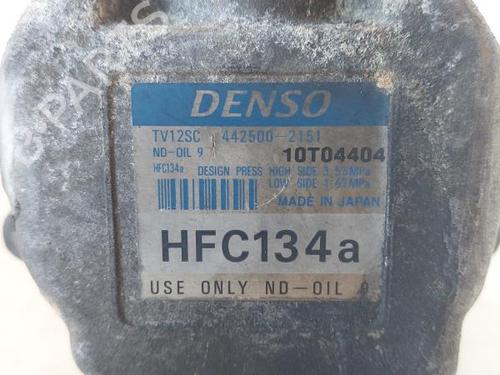 DENSO
TV12SC 442500-2151
ND-OIL 9 10T04404
HFC134a DESIGN PRESS HIGH SIDE 3.53MPa
LOW SIDE 1.67MPa
MADE IN JAPAN
HFC134a
USE ONLY ND-OIL 9